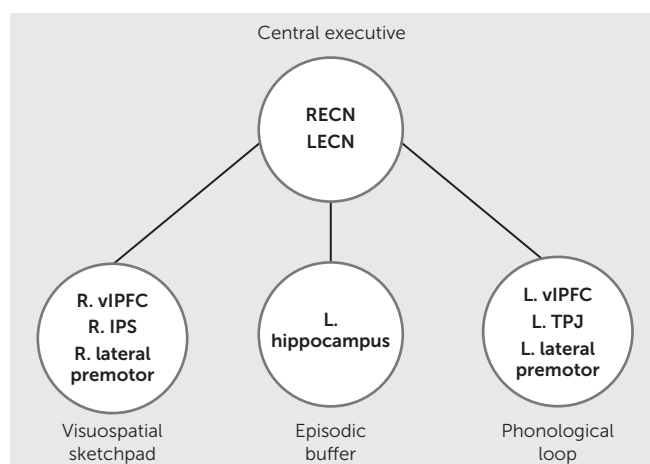 Central executive
RECN
LECN
R. vlPFC
R. IPS
R. lateral
premotor
L.
hippocampus
L. vlPFC
L. TPJ
L. lateral
premotor
Visuospatial
sketchpad
Episodic
buffer
Phonological
loop